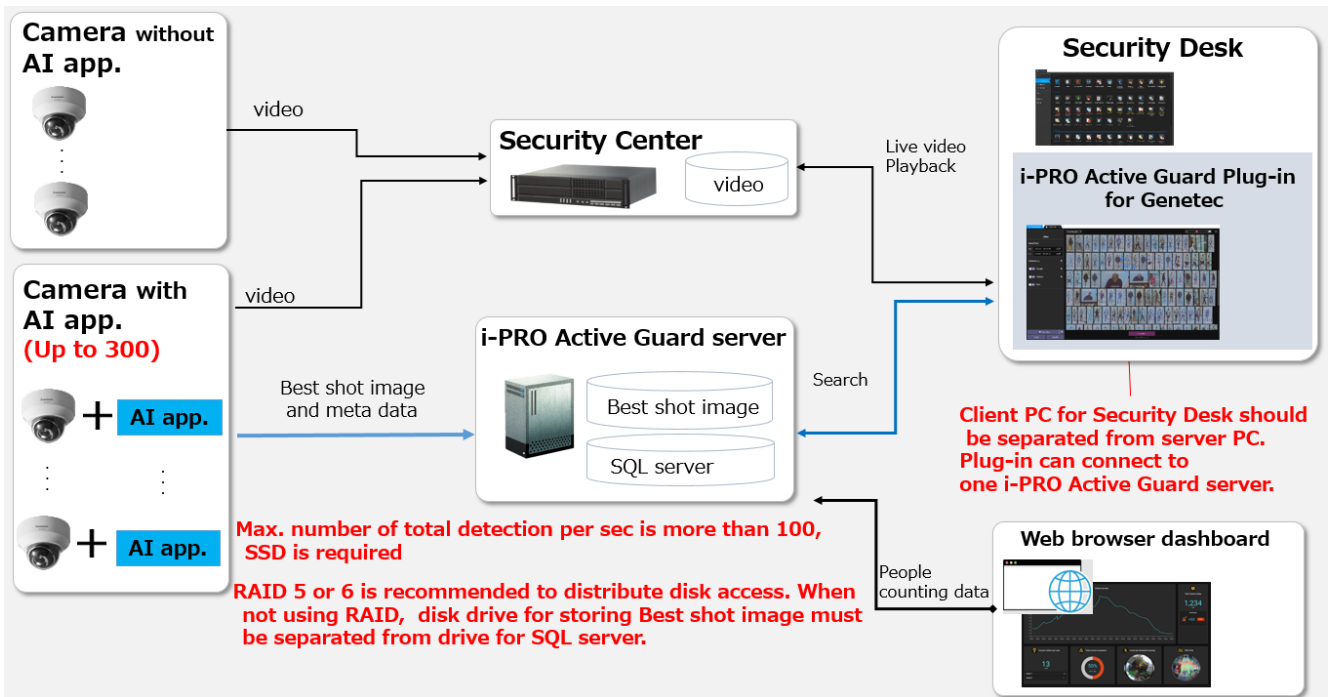 Camera without
AI app.
video
Security Center
video
Live video
Playback
Security Desk
i-PRO Active Guard Plug-in
for Genetec
Camera with
AI app.
(Up to 300)
video
AI app.
AI app.
Best shot image
and meta data
i-PRO Active Guard server
Best shot image
SQL server
Search
Client PC for Security Desk should
be separated from server PC.
Plug-in can connect to
one i-PRO Active Guard server.
Max. number of total detection per sec is more than 100,
SSD is required
RAID 5 or 6 is recommended to distribute disk access. When
not using RAID, disk drive for storing Best shot image must
be separated from drive for SQL server.
People
counting data
Web browser dashboard
1,234
13